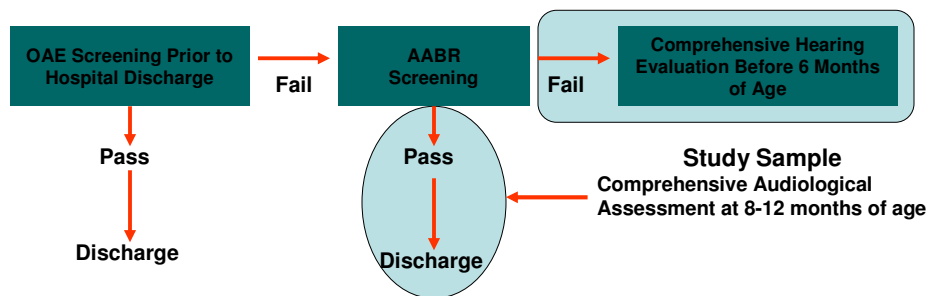 OAE Screening Prior to
Hospital Discharge
Fail
AABR
Screening
Fail
Comprehensive Hearing
Evaluation Before 6 Months
of Age
Pass
Discharge
Pass
Discharge
Study Sample
Comprehensive Audiological
Assessment at 8-12 months of age